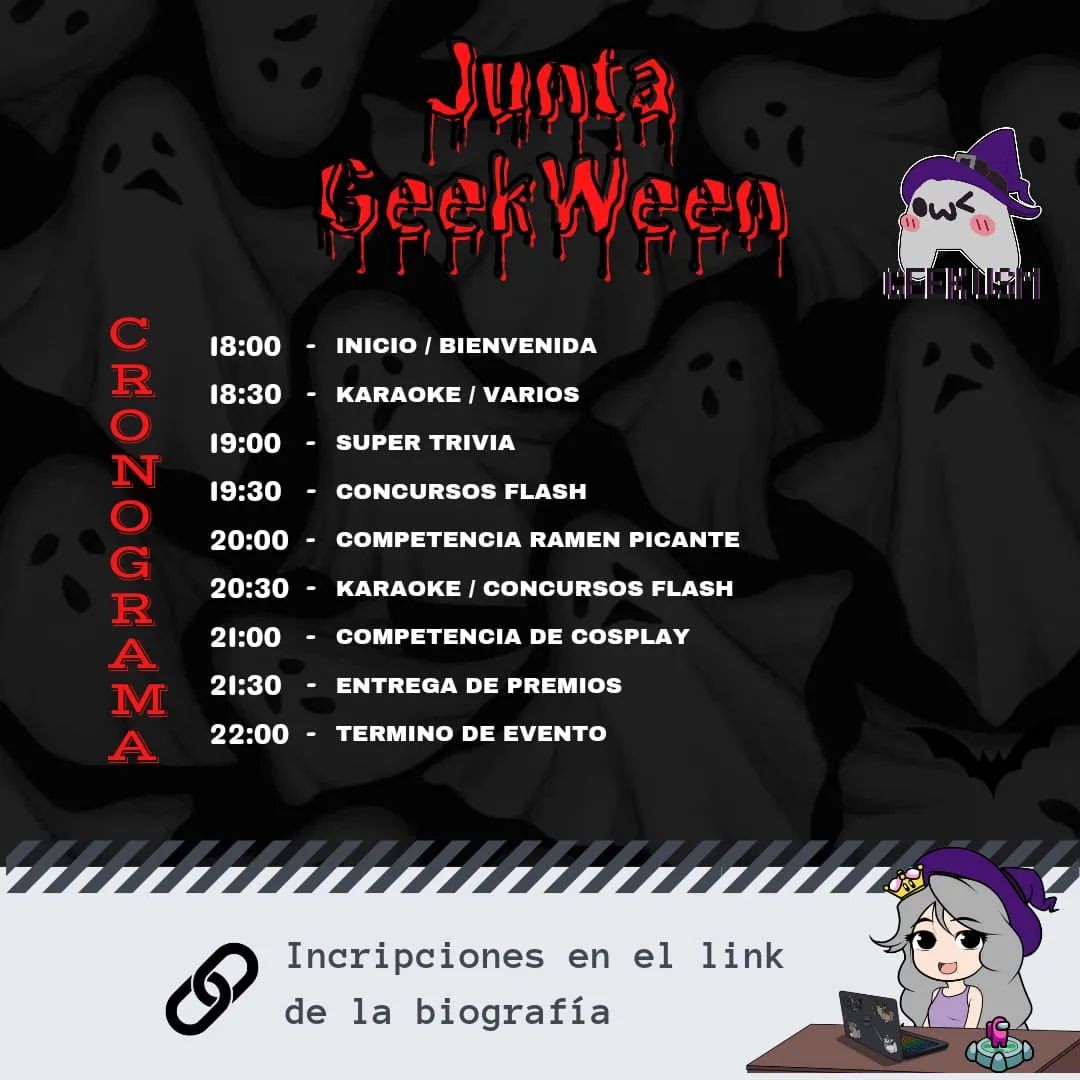 Junta
GeekWeen
GEEKURM
CRONOGRAMA
18:00 - INICIO / BIENVENIDA
18:30 - KARAOKE / VARIOS
19:00 - SUPER TRIVIA
19:30 - CONCURSOS FLASH
20:00 - COMPETENCIA RAMEN PICANTE
20:30 - KARAOKE / CONCURSOS FLASH
21:00 - COMPETENCIA DE COSPLAY
21:30 - ENTREGA DE PREMIOS
22:00 - TERMINO DE EVENTO
Incripciones en el link
de la biografía